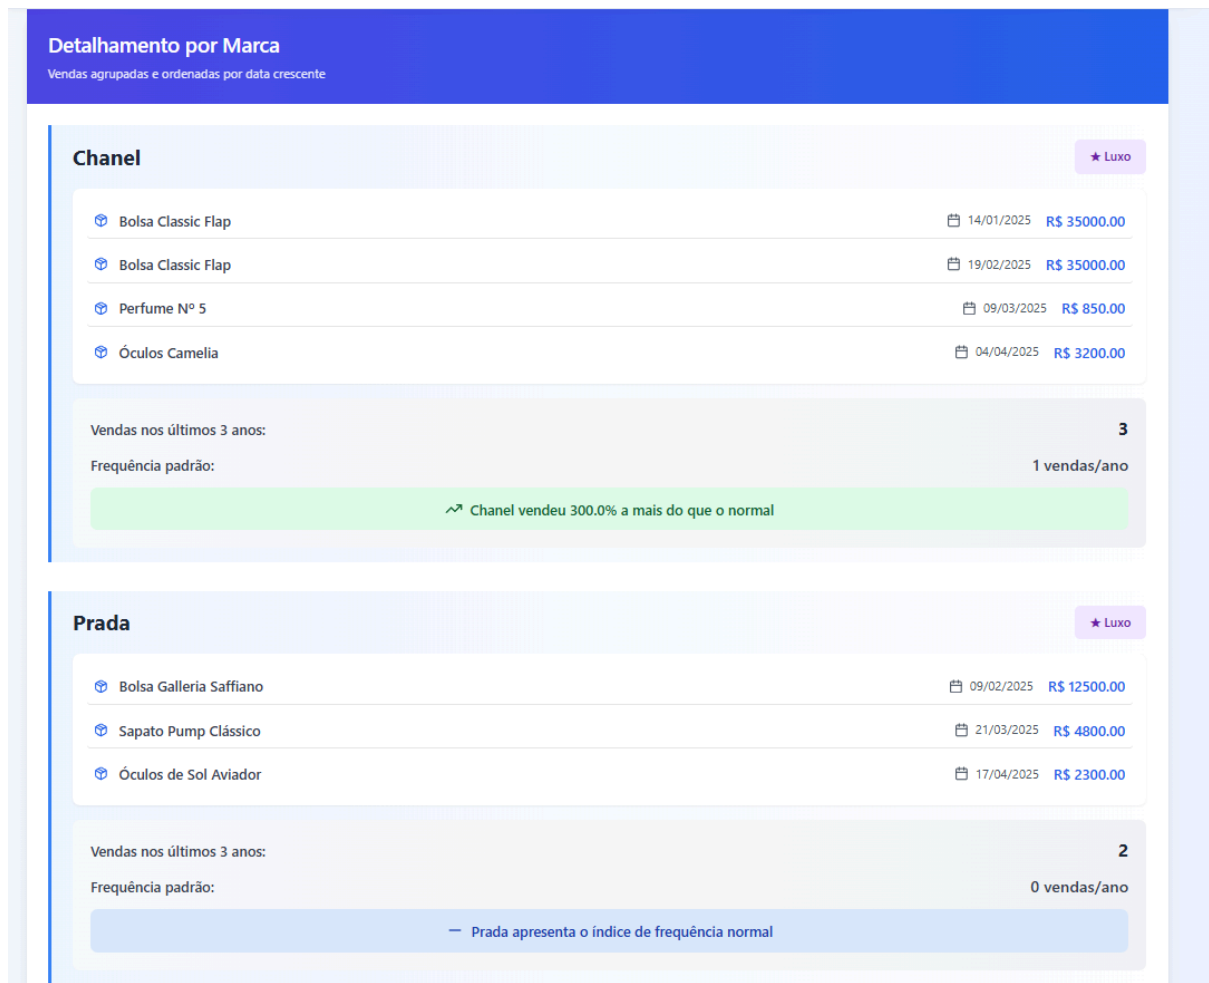 Detalhamento por Marca
Vendas agrupadas e ordenadas por data crescente
Chanel
★ Luxo
Bolsa Classic Flap 14/01/2025 R$ 35000.00
Bolsa Classic Flap 19/02/2025 R$ 35000.00
Perfume Nº 5 09/03/2025 R$ 850.00
Óculos Camelia 04/04/2025 R$ 3200.00
Vendas nos últimos 3 anos: 3
Frequência padrão: 1 vendas/ano
Chanel vendeu 300.0% a mais do que o normal
Prada
★ Luxo
Bolsa Galleria Saffiano 09/02/2025 R$ 12500.00
Sapato Pump Clássico 21/03/2025 R$ 4800.00
Óculos de Sol Aviador 17/04/2025 R$ 2300.00
Vendas nos últimos 3 anos: 2
Frequência padrão: 0 vendas/ano
Prada apresenta o índice de frequência normal